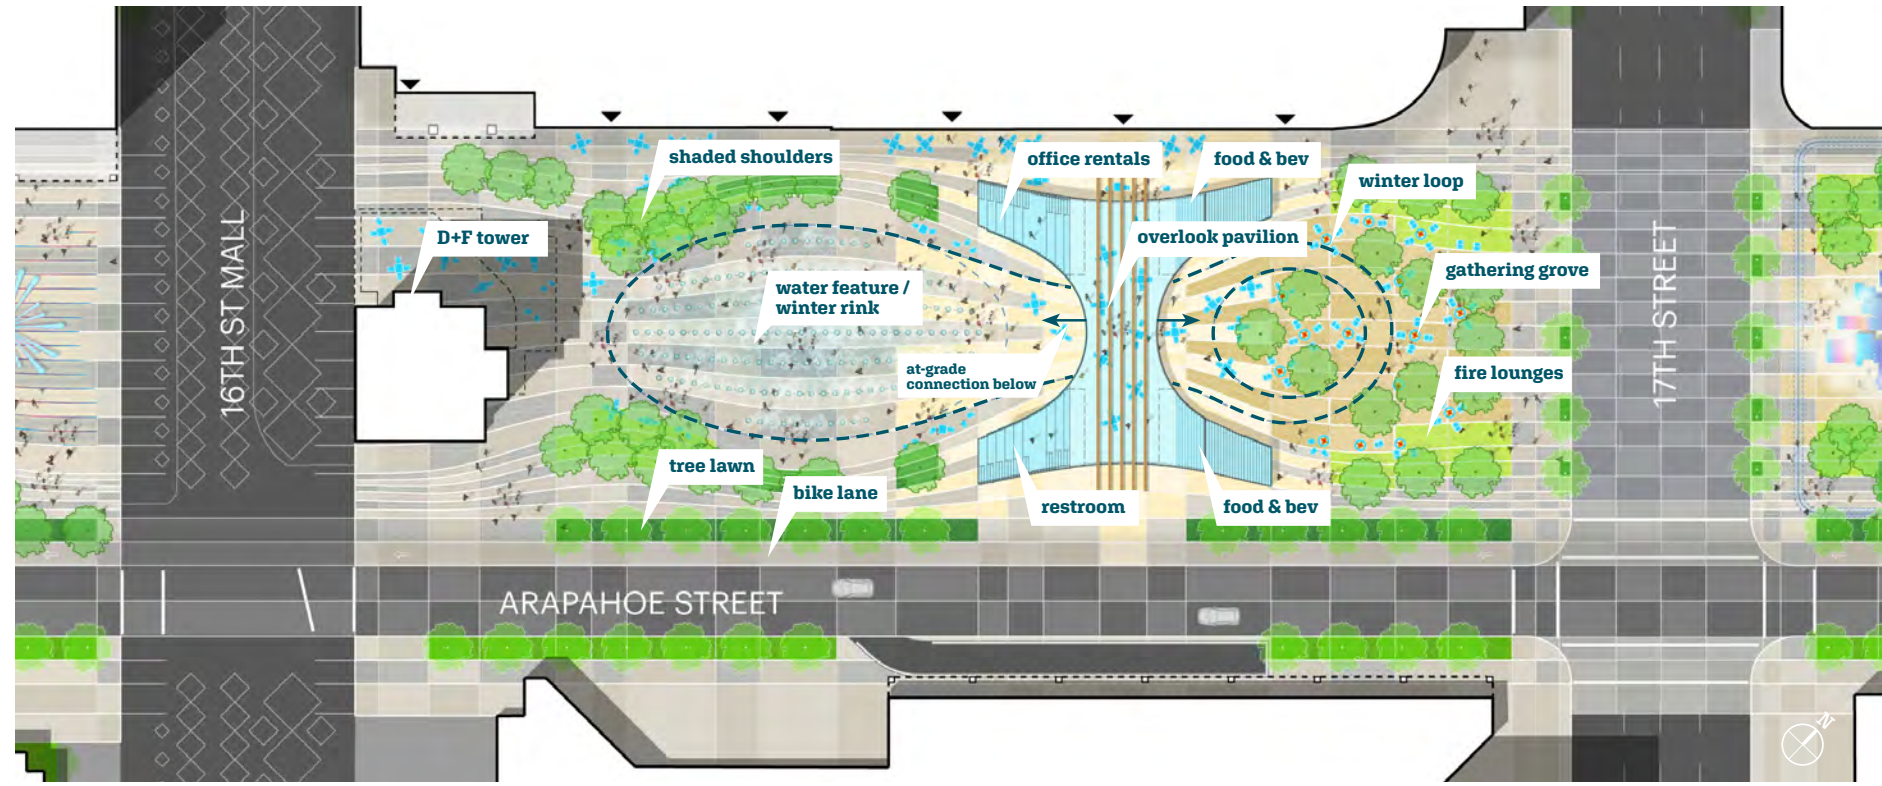 shaded shoulders
office rentals
food & bev
winter loop
D+F tower
overlook pavilion
gathering grove
water feature /
winter rink
at-grade
connection below
fire lounges
tree lawn
bike lane
restroom
food & bev
16TH ST MALL
17TH STREET
ARAPAHOE STREET
N